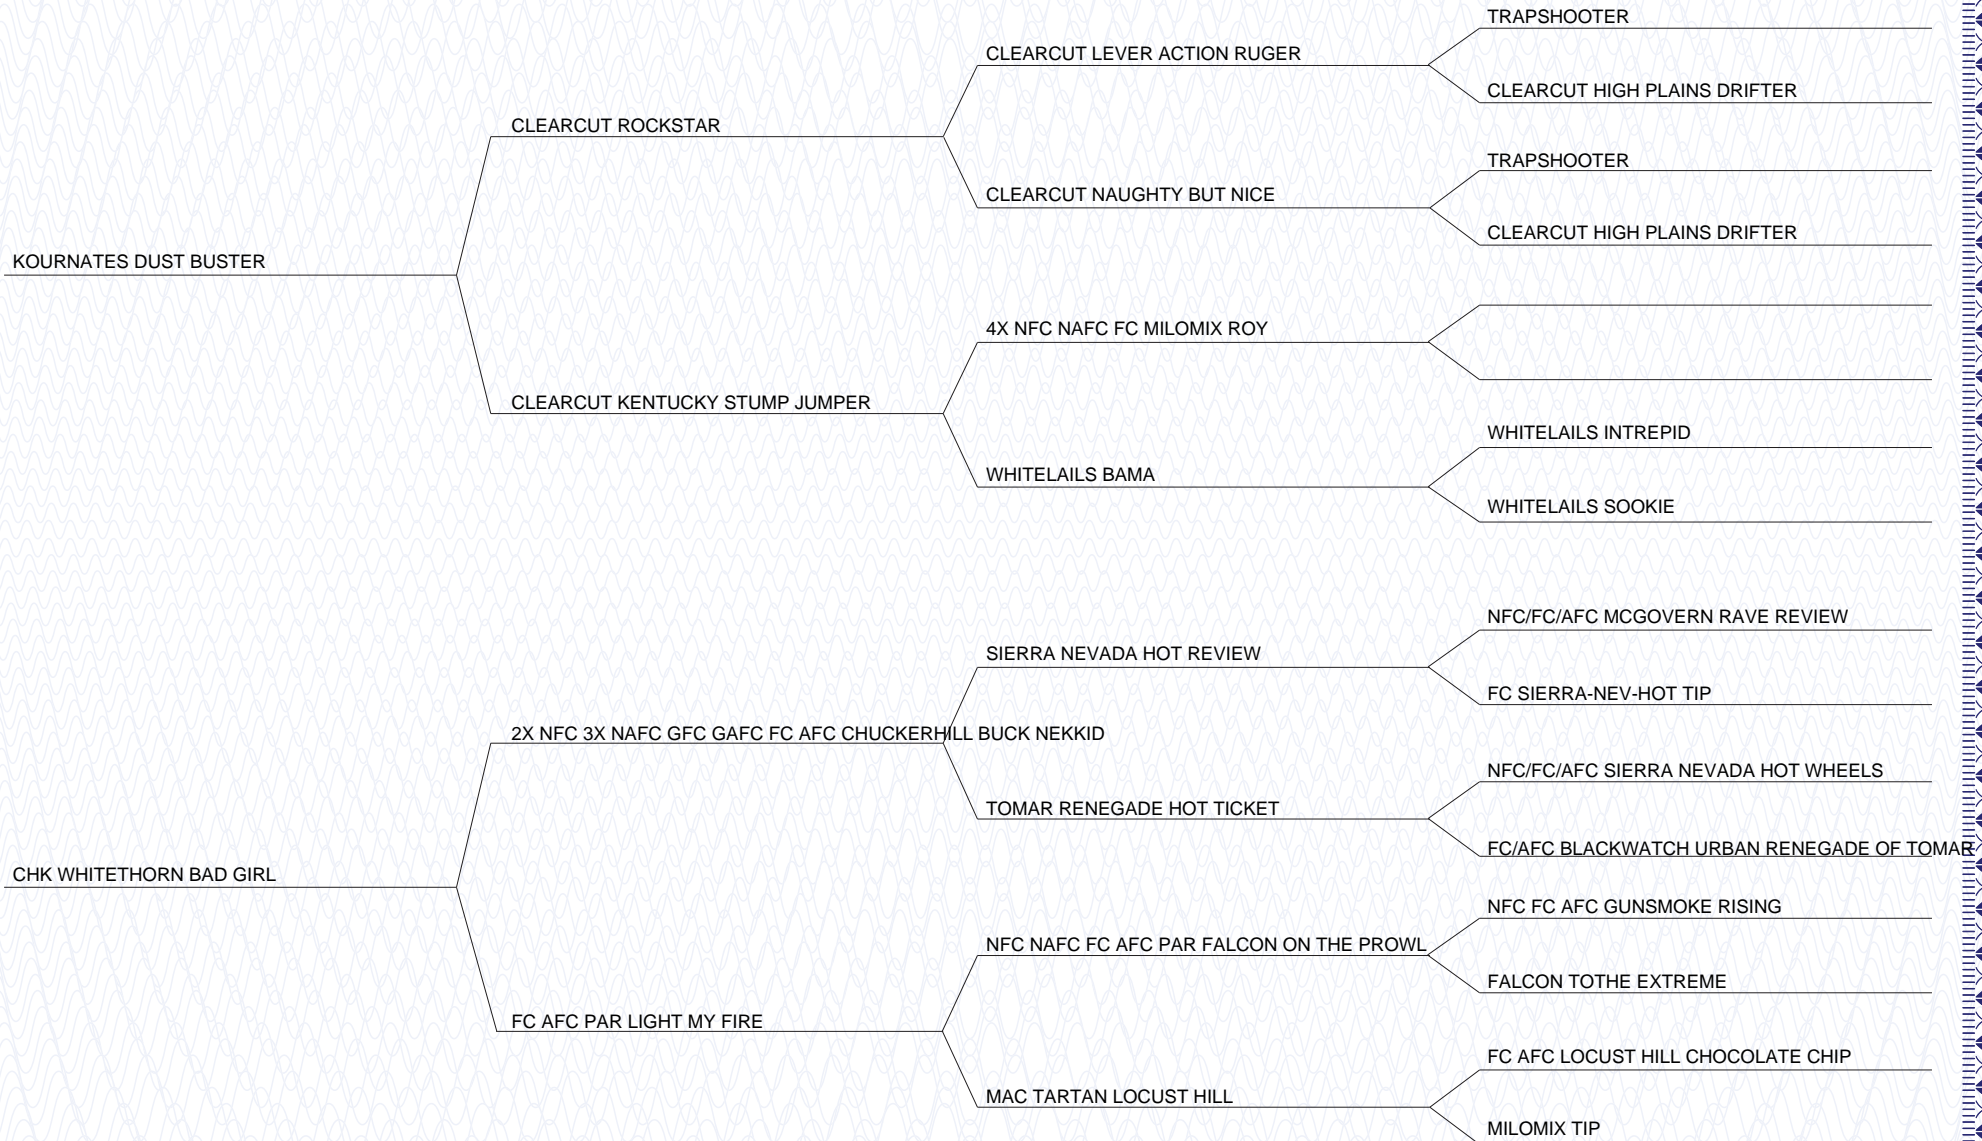 TRAPSHOOTER
CLEARCUT LEVER ACTION RUGER
CLEARCUT HIGH PLAINS DRIFTER
CLEARCUT ROCKSTAR
TRAPSHOOTER
CLEARCUT NAUGHTY BUT NICE
CLEARCUT HIGH PLAINS DRIFTER
KOURNATES DUST BUSTER
4X NFC NAFC FC MILOMIX ROY
CLEARCUT KENTUCKY STUMP JUMPER
WHITELAILS INTREPID
WHITELAILS BAMA
WHITELAILS SOOKIE
NFC/FC/AFC MCGOVERN RAVE REVIEW
SIERRA NEVADA HOT REVIEW
FC SIERRA-NEV-HOT TIP
2X NFC 3X NAFC GFC GAFC FC AFC CHUCKERHILL BUCK NEKKID
NFC/FC/AFC SIERRA NEVADA HOT WHEELS
TOMAR RENEGADE HOT TICKET
FC/AFC BLACKWATCH URBAN RENEGADE OF TOMAR
CHK WHITETHORN BAD GIRL
NFC FC AFC GUNSMOKE RISING
NFC NAFC FC AFC PAR FALCON ON THE PROWL
FALCON TOTHE EXTREME
FC AFC PAR LIGHT MY FIRE
FC AFC LOCUST HILL CHOCOLATE CHIP
MAC TARTAN LOCUST HILL
MILOMIX TIP